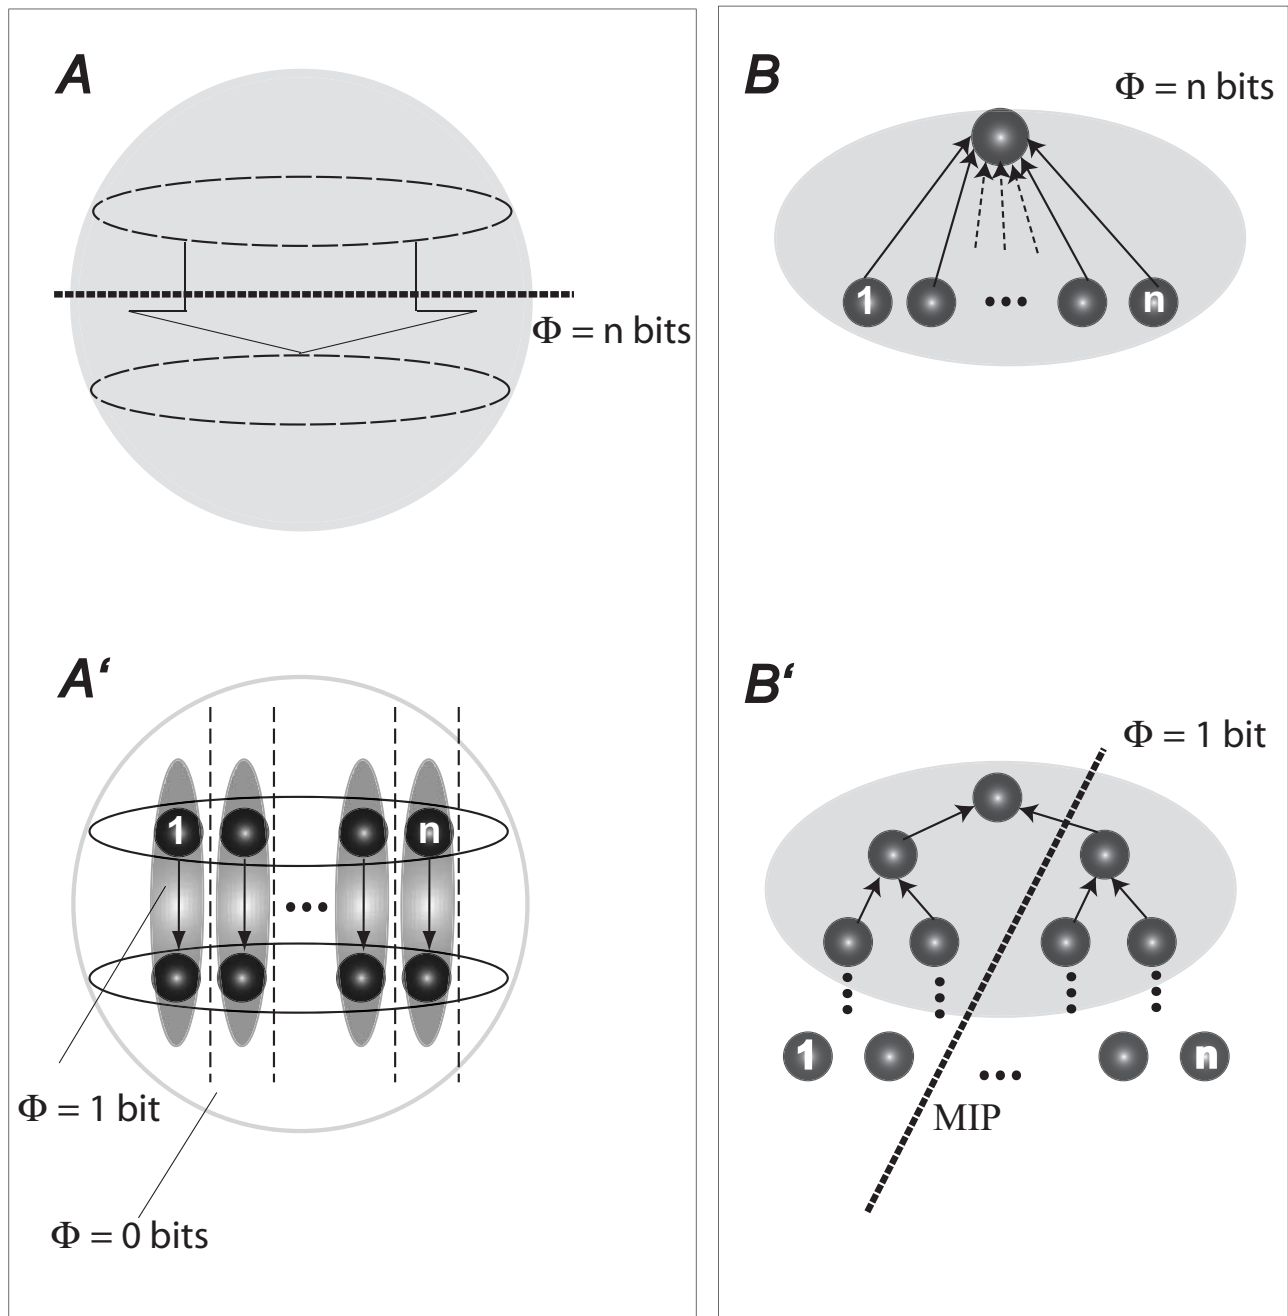 A
Φ = n bits
B
Φ = n bits
1
n
A‘
1
n
Φ = 1 bit
Φ = 0 bits
B‘
Φ = 1 bit
1
n
MIP